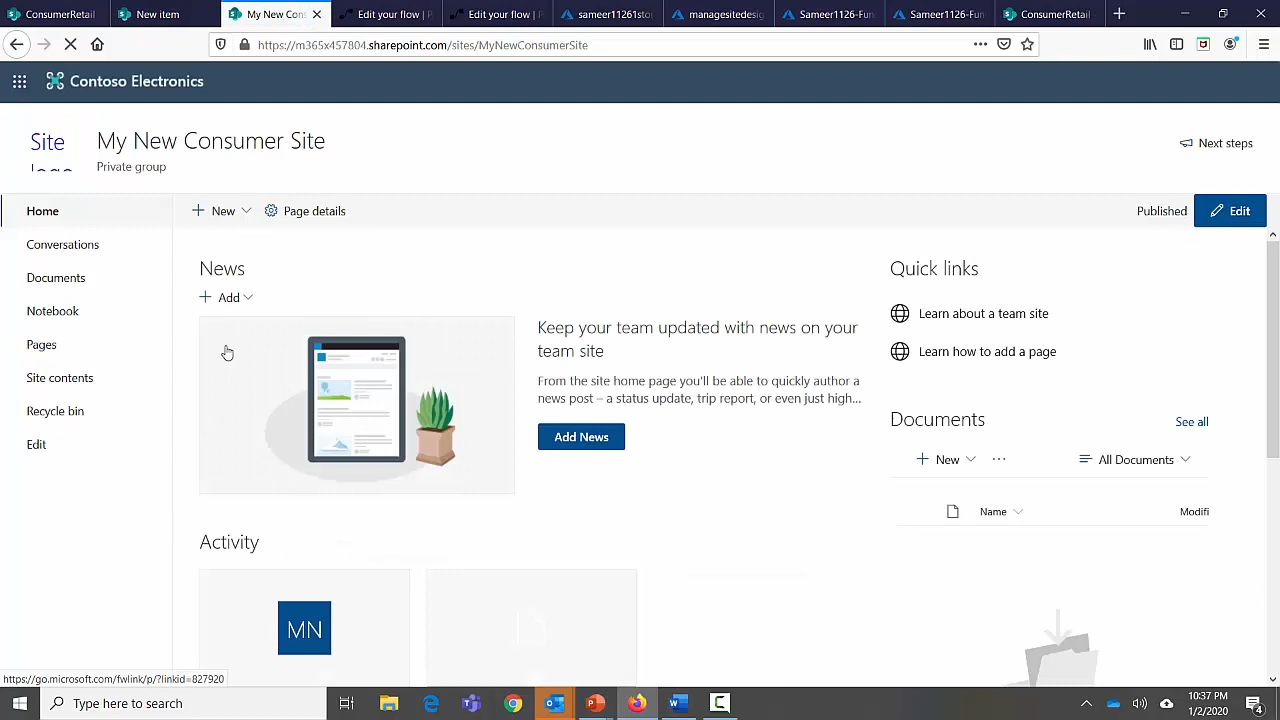 ConsumerRetail
New item
My New Cons
Edit your flow | P
Edit your flow | P
sameer11261stor
managesitedesig
Sameer1126-Fun
Sameer1126-Fun
ConsumerRetail
https://m365x457804.sharepoint.com/sites/MyNewConsumerSite
Contoso Electronics
Site
logo
My New Consumer Site
Private group
Next steps
Home
Conversations
Documents
Notebook
Pages
Site contents
Recycle bin
Edit
New
Page details
Published
Edit
News
Add
Keep your team updated with news on your
team site
From the site home page you'll be able to quickly author a
news post – a status update, trip report, or even just high...
Add News
Quick links
Learn about a team site
Learn how to add a page
Documents
See all
New
All Documents
Name
Modifi
Activity
MN
https://go.microsoft.com/fwlink/p/?linkid=827920
Type here to search
10:37 PM
1/2/2020
4